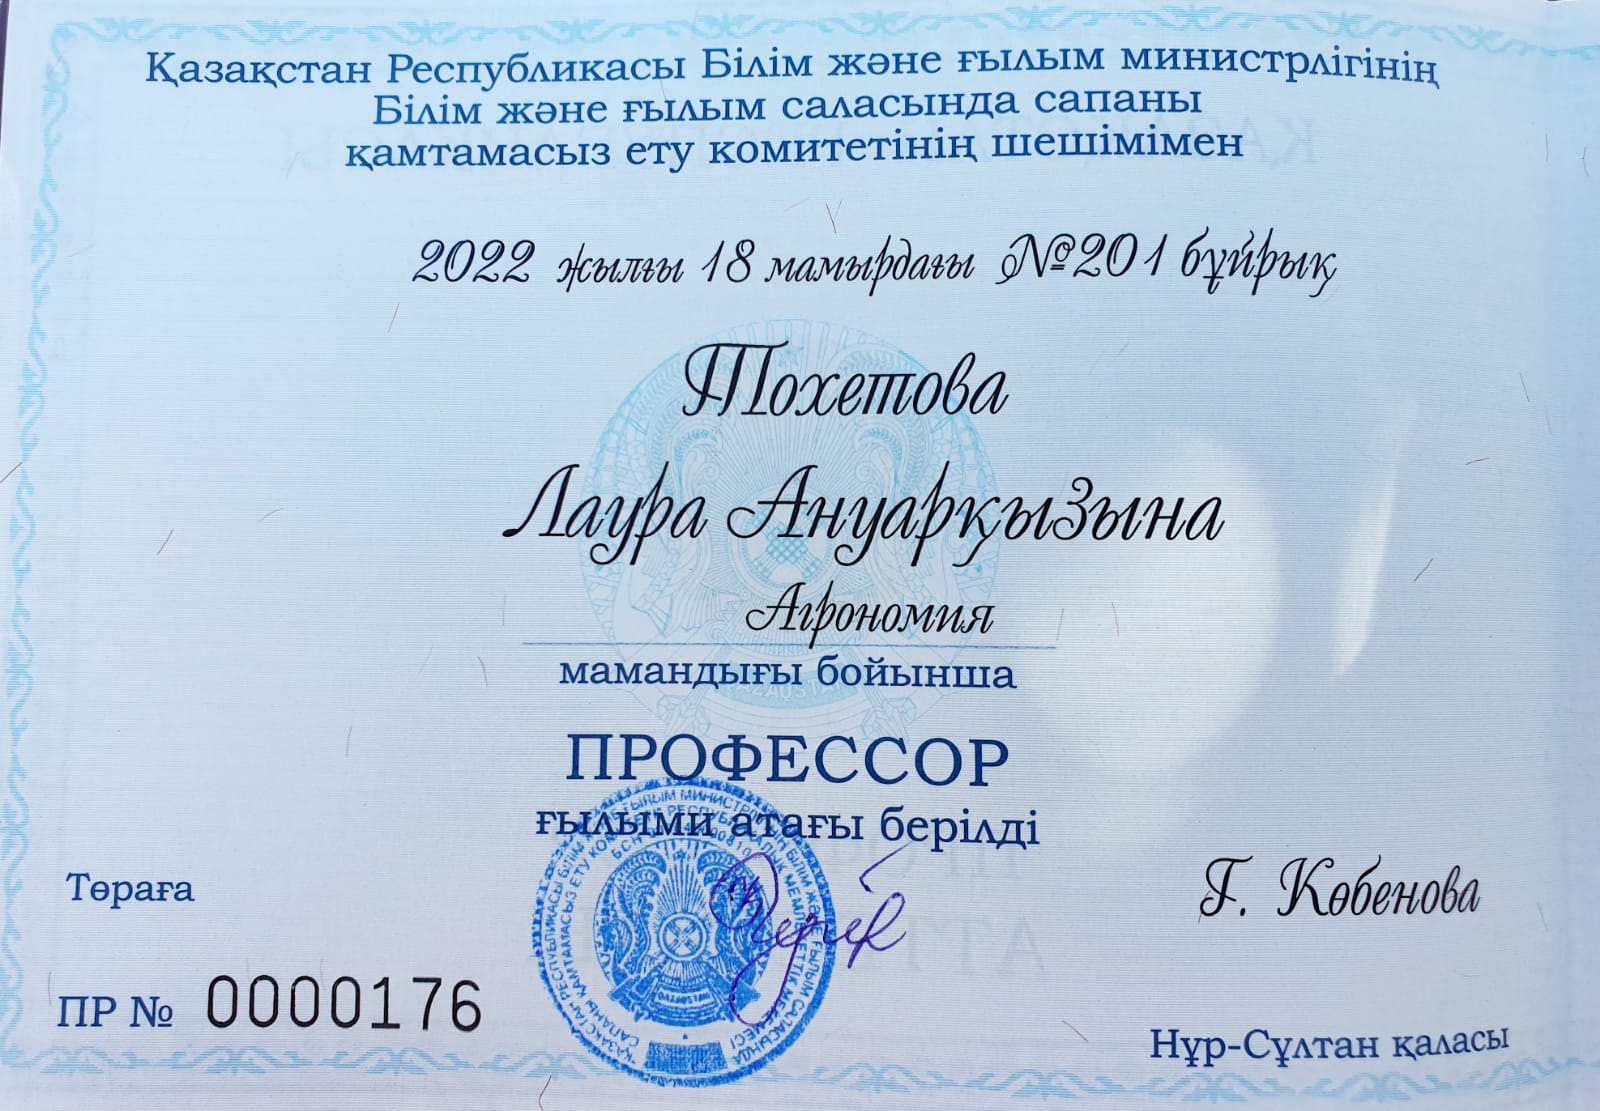 Қазақстан Республикасы Білім және ғылым министрлігінің
Білім және ғылым саласында сапаны
қамтамасыз ету комитетінің шешімімен
2022 жылғы 18 мамырдағы №201 бұйрық
Тохетова
Лаура Ануарқызына
Агрономия
мамандығы бойынша
ПРОФЕССОР
ғылыми атағы берілді
Төраға
Г. Көбенова
ПР № 0000176
QAZAQSTAN
Нұр-Сұлтан қаласы